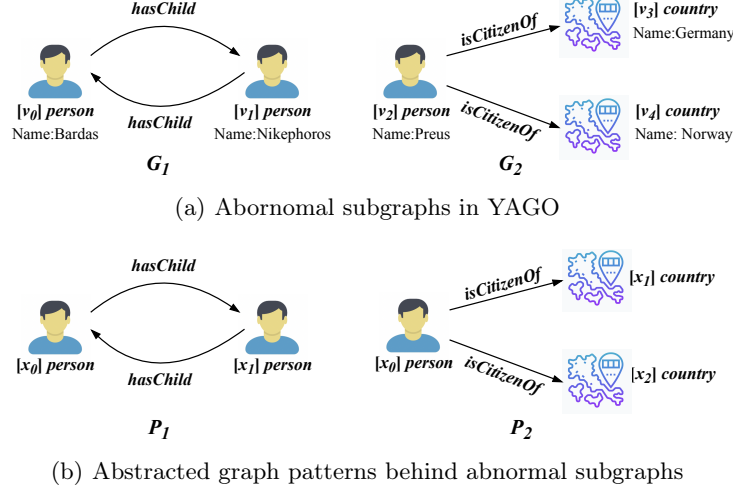 hasChild
isCitizenOf
[v3] country
Name:Germany
hasChild
isCitizenOf
[v0] person
[v1] person
[v2] person
[v4] country
Name:Bardas
Name:Nikephoros
Name:Preus
Name: Norway
G1
G2
(a) Abornomal subgraphs in YAGO
hasChild
isCitizenOf
[x1] country
[x0] person
hasChild
[x1] person
[x0] person
isCitizenOf
[x2] country
P1
P2
(b) Abstracted graph patterns behind abnormal subgraphs